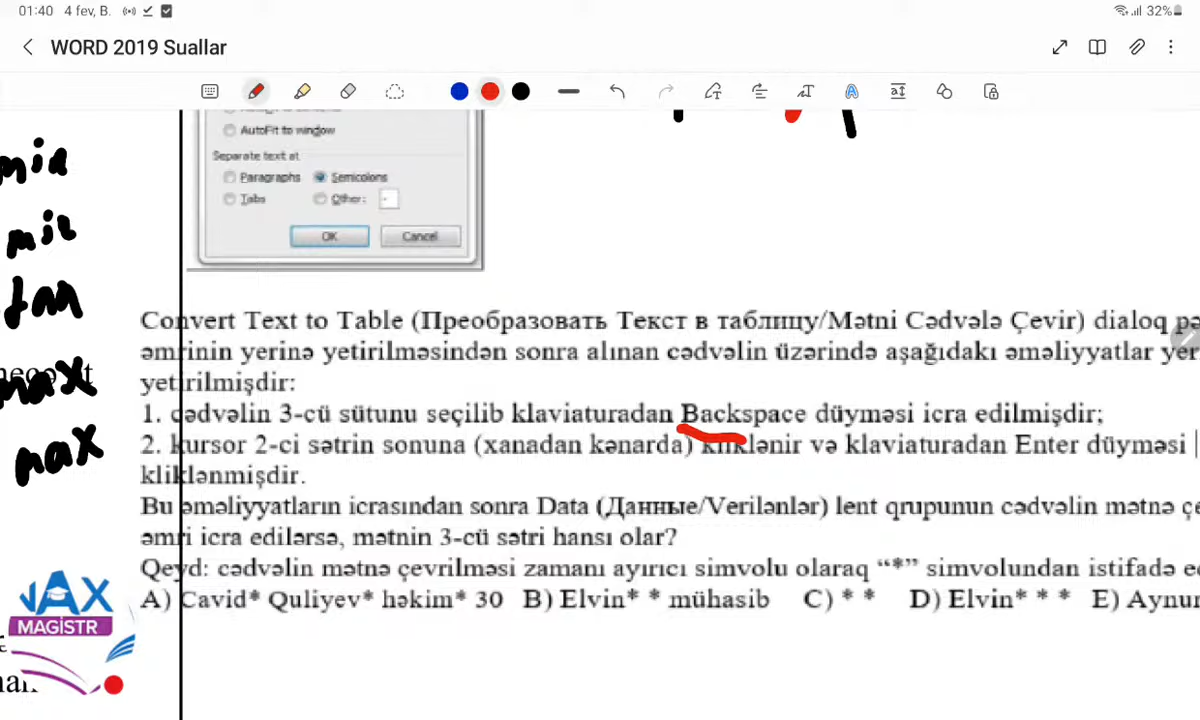 01:40 4 fev, B. 32%
WORD 2019 Suallar
AutoFit to window
Separate text at
Paragraphs Semicolons
Tabs Other: -
OK Cancel
mia
mit
max
max
Convert Text to Table (Преобразовать Текст в таблицу/Mətni Cədvələ Çevir) dialoq
əmrinin yerinə yetirilməsindən sonra alınan cədvəlin üzərində aşağıdakı əməliyyatlar yer
yetirilmişdir:
1. cədvəlin 3-cü sütunu seçilib klaviaturadan Backspace düyməsi icra edilmişdir;
2. kursor 2-ci sətrin sonuna (xanadan kənarda) kliklənir və klaviaturadan Enter düyməsi
kliklənmişdir.
Bu əməliyyatların icrasından sonra Data (Данные/Verilənlər) lent qrupunun cədvəlin mətnə çe
əmri icra edilərsə, mətnin 3-cü sətri hansı olar?
Qeyd: cədvəlin mətnə çevrilməsi zamanı ayırıcı simvolu olaraq “*” simvolundan istifadə e
A) Cavid* Quliyev* həkim* 30 B) Elvin* * mühasib C) * * D) Elvin* * * E) Aynur
JAX
MAGİSTR